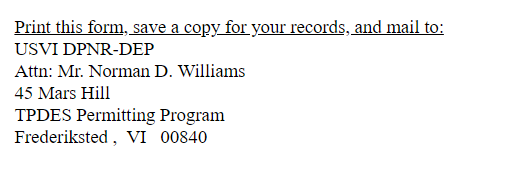 Print this form, save a copy for your records, and mail to:
USVI DPNR-DEP
Attn: Mr. Norman D. Williams
45 Mars Hill
TPDES Permitting Program
Frederiksted , VI 00840